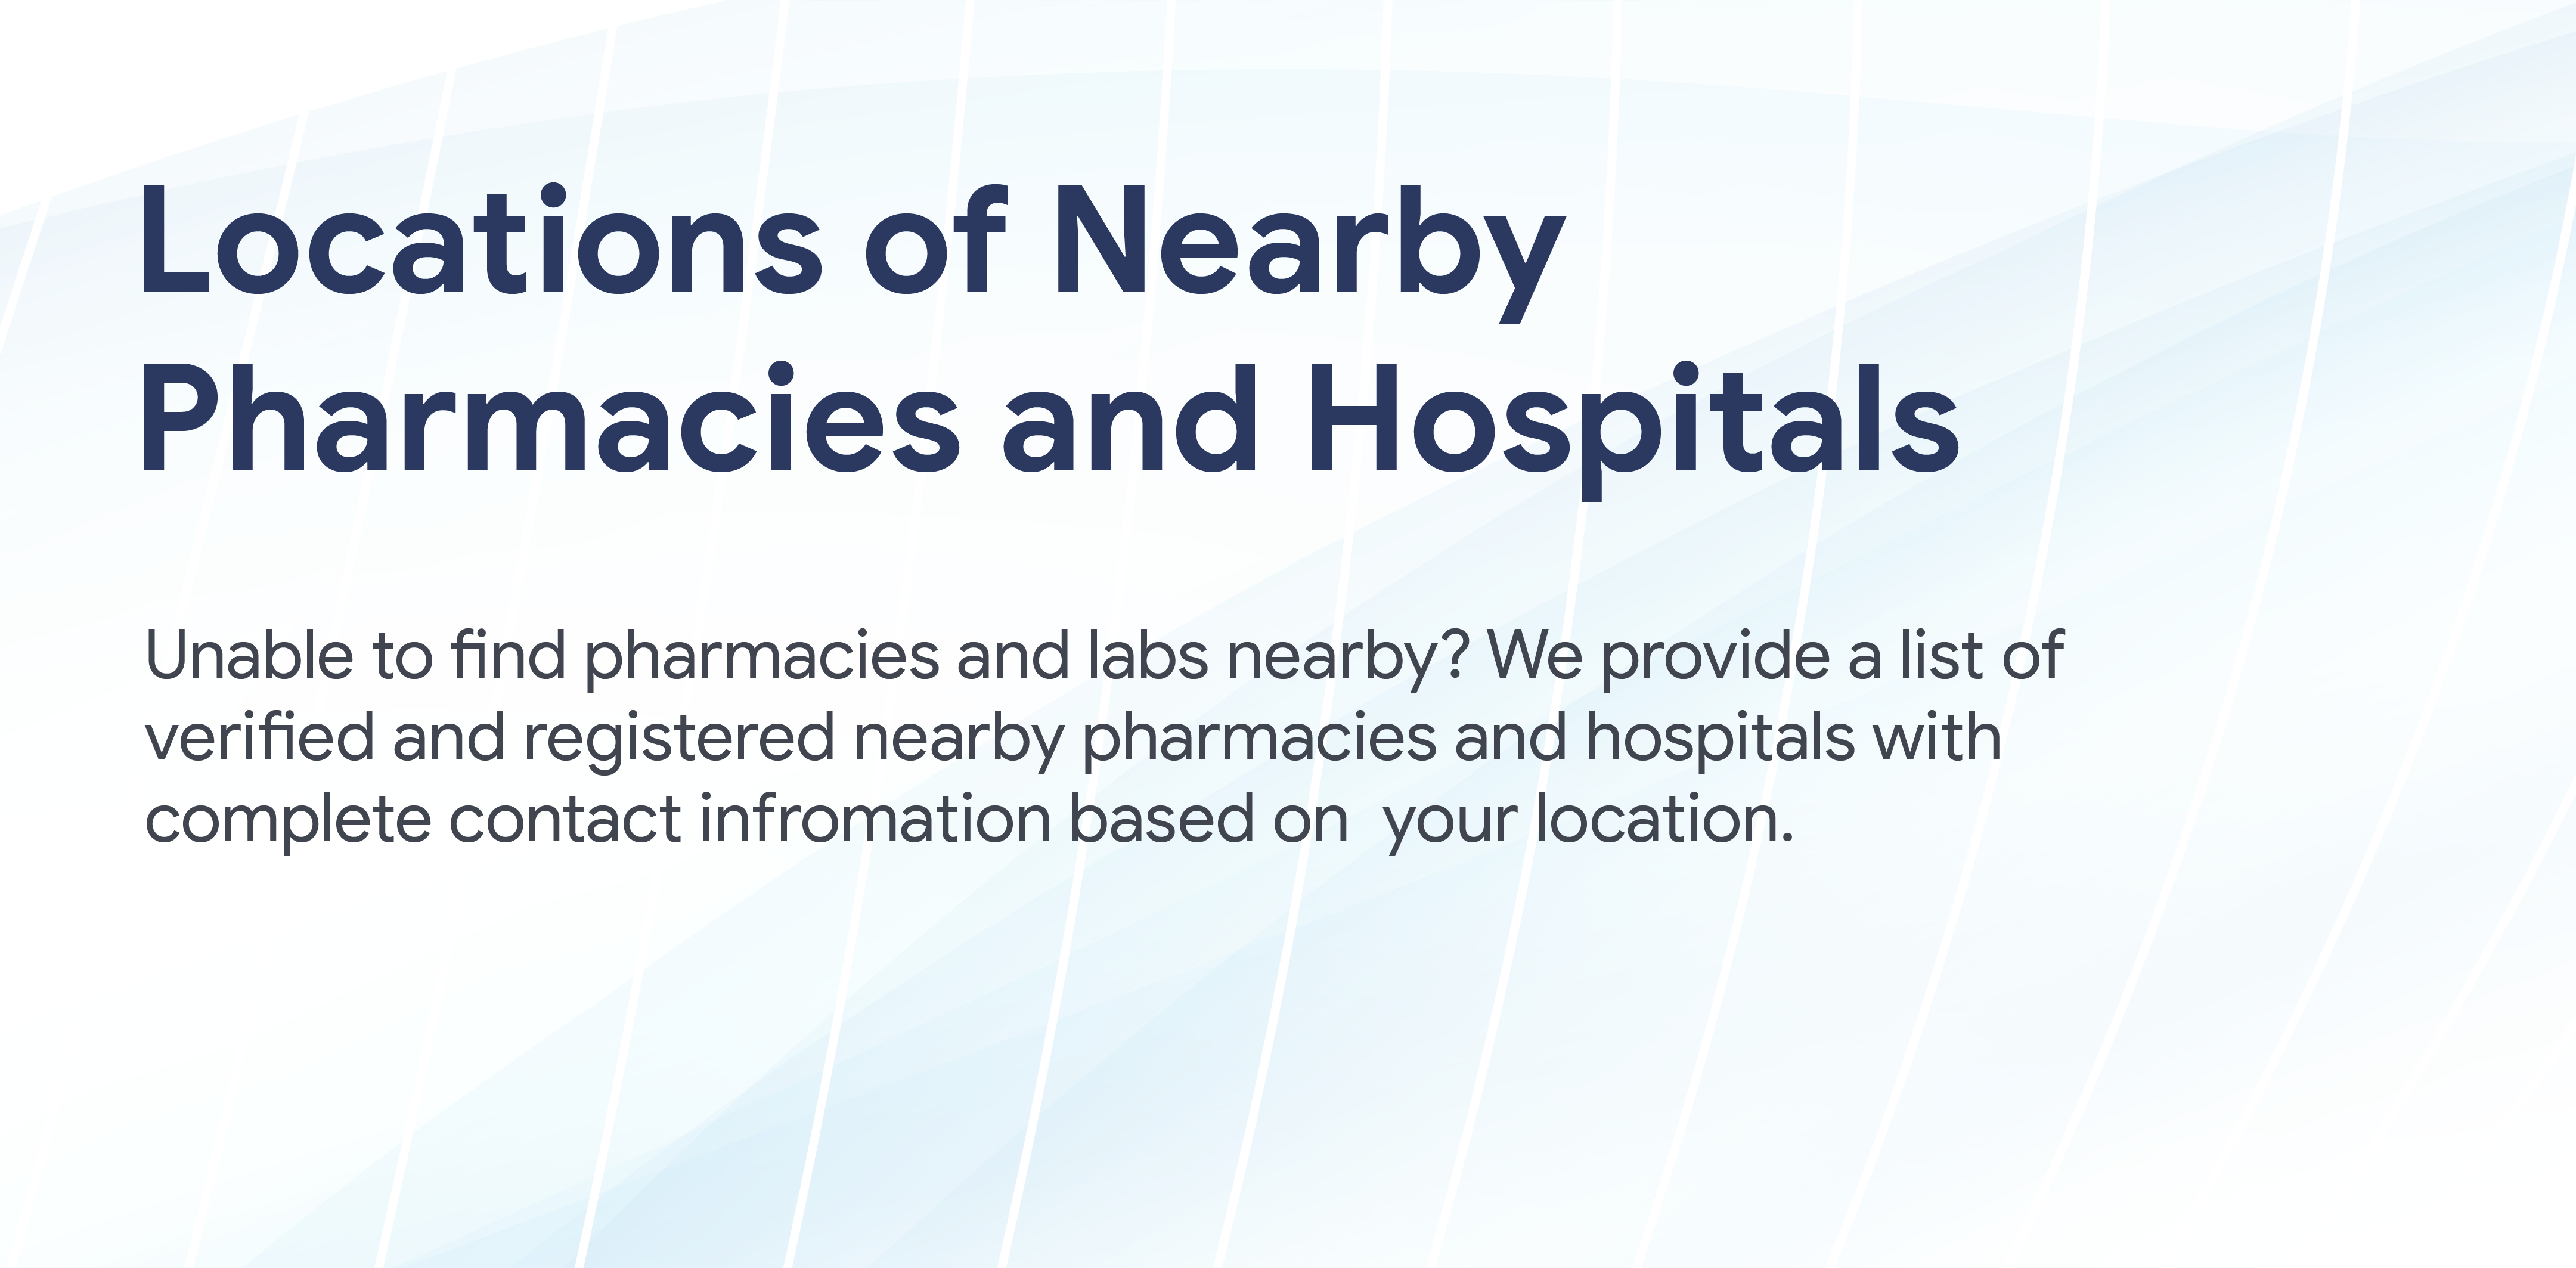 Locations of Nearby
Pharmacies and Hospitals
Unable to find pharmacies and labs nearby? We provide a list of
verified and registered nearby pharmacies and hospitals with
complete contact infromation based on  your location.